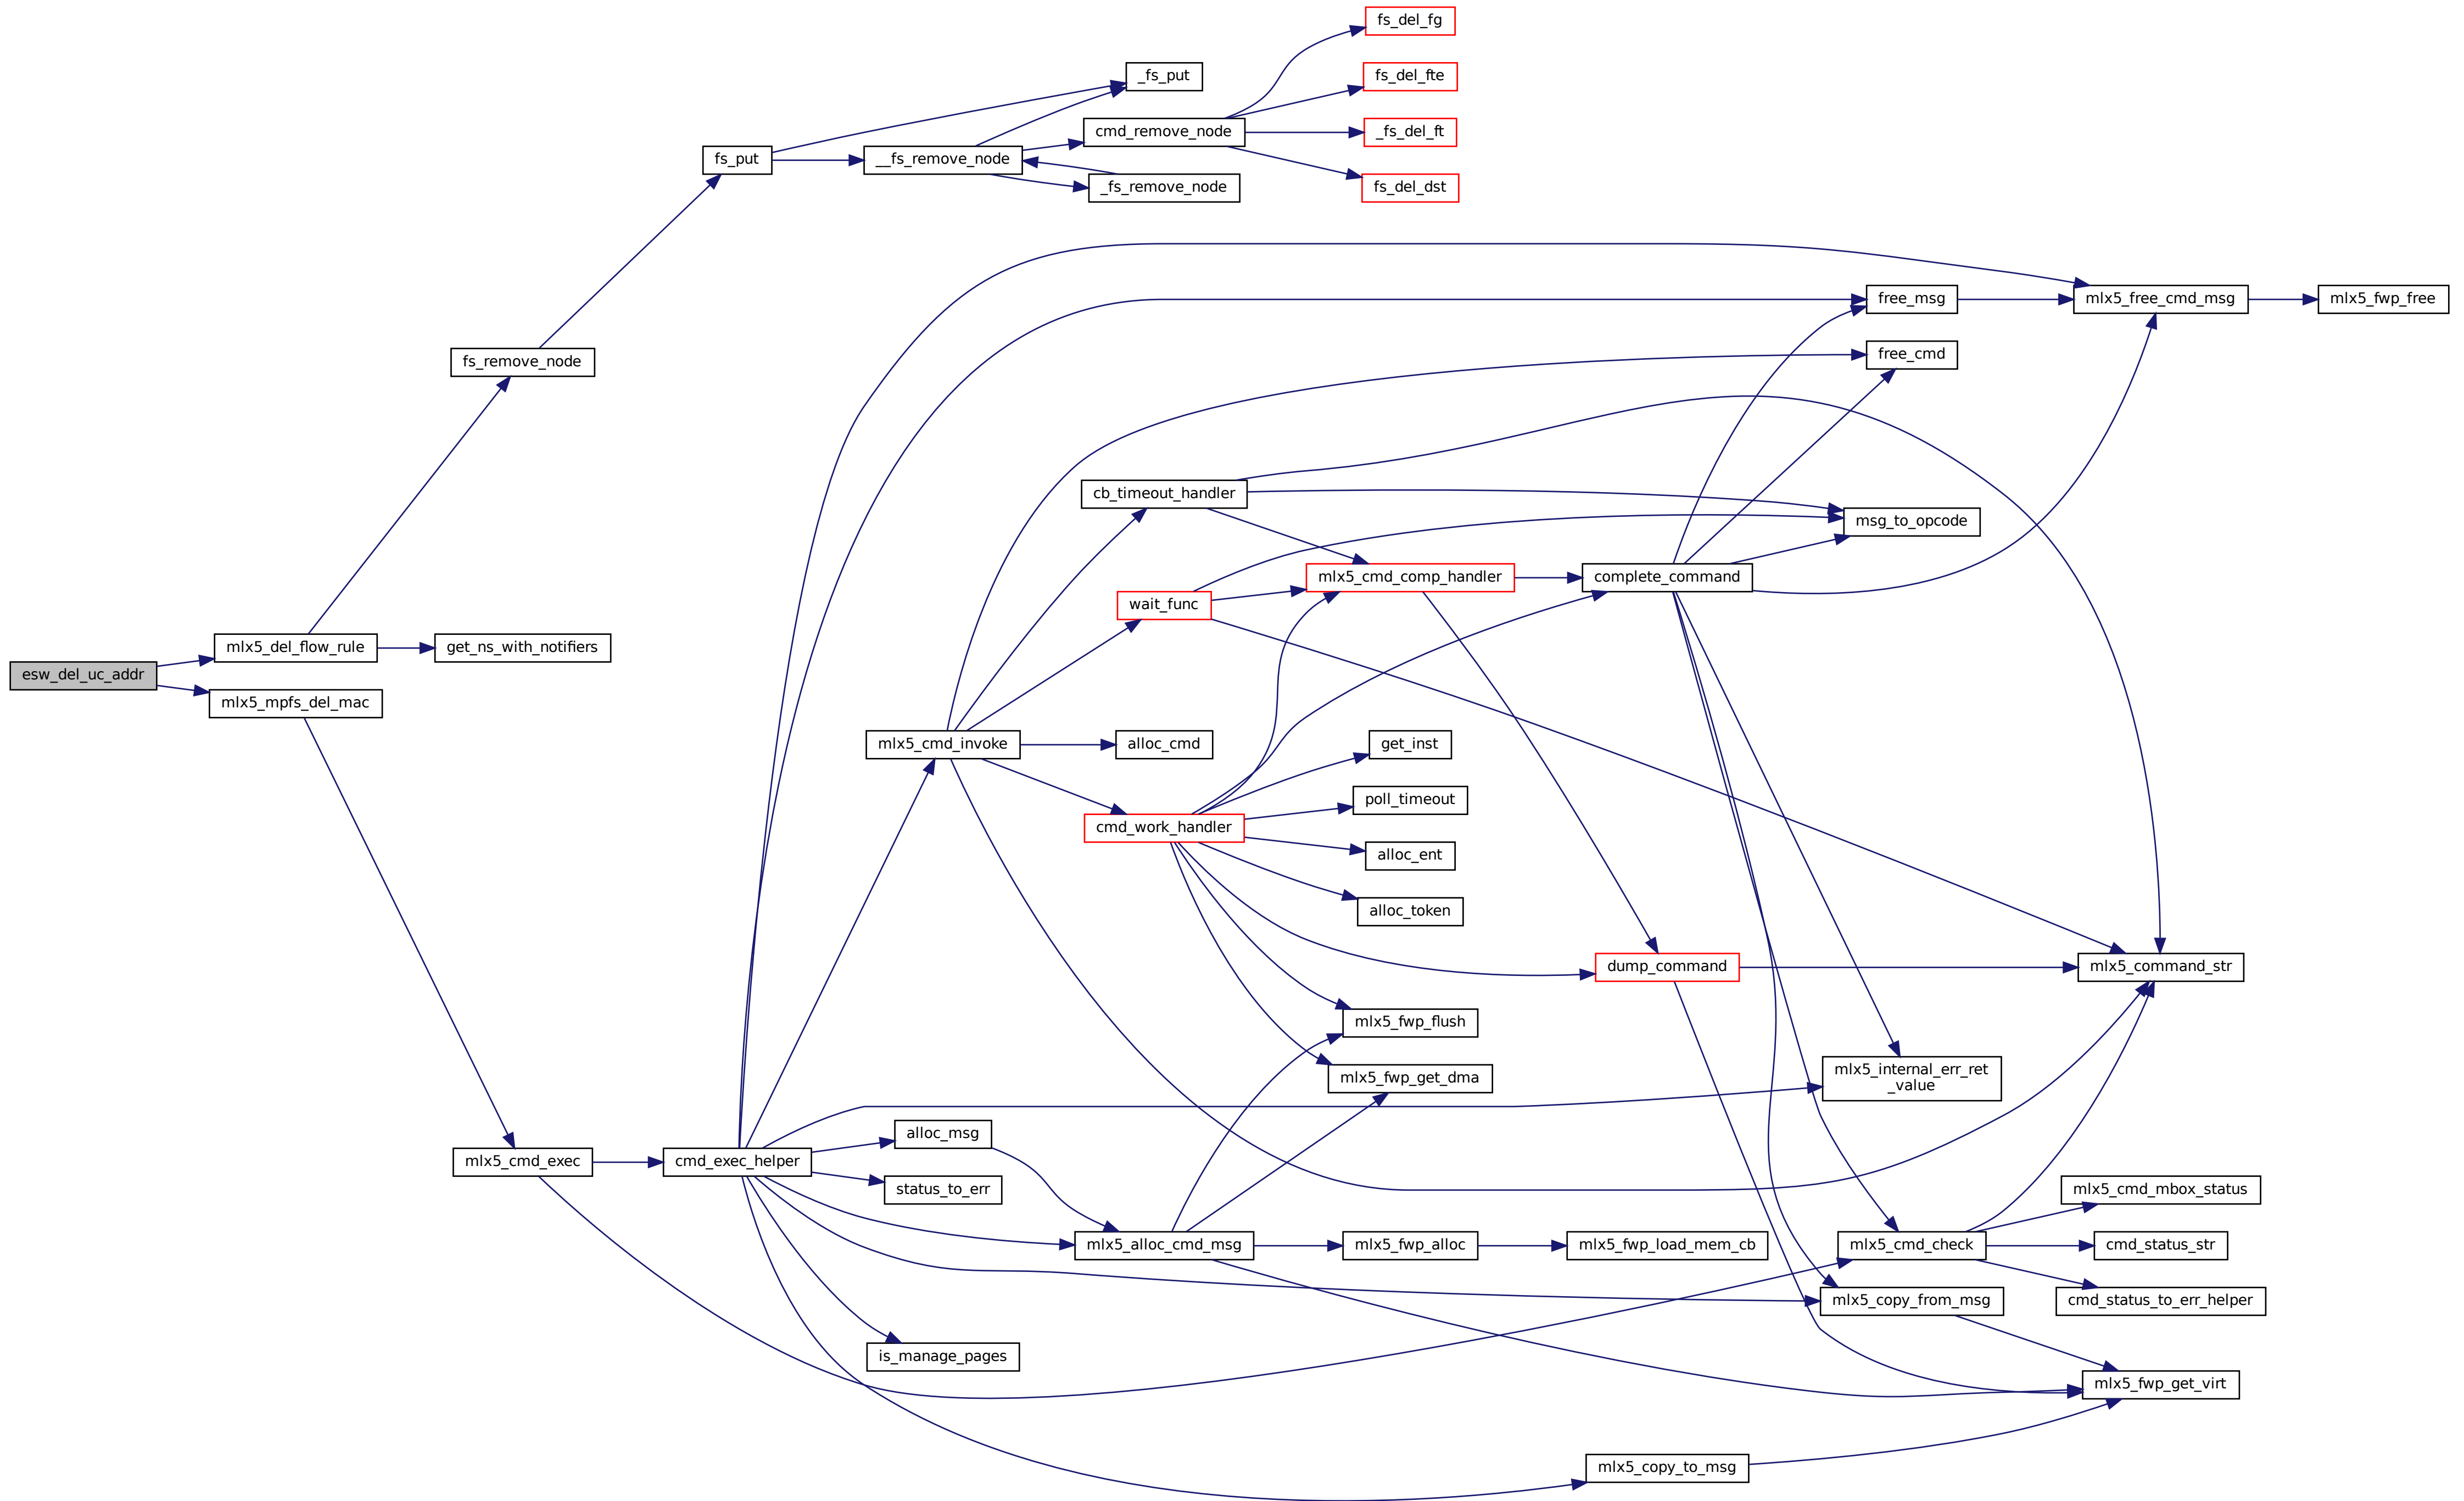 fs_del_fg
_fs_put
fs_del_fte
cmd_remove_node
_fs_del_ft
fs_put
__fs_remove_node
_fs_remove_node
fs_del_dst
free_msg
mlx5_free_cmd_msg
mlx5_fwp_free
fs_remove_node
free_cmd
cb_timeout_handler
msg_to_opcode
mlx5_cmd_comp_handler
complete_command
wait_func
mlx5_del_flow_rule
get_ns_with_notifiers
esw_del_uc_addr
mlx5_mpfs_del_mac
mlx5_cmd_invoke
alloc_cmd
get_inst
poll_timeout
cmd_work_handler
alloc_ent
alloc_token
dump_command
mlx5_command_str
mlx5_fwp_flush
mlx5_fwp_get_dma
mlx5_internal_err_ret
_value
alloc_msg
mlx5_cmd_exec
cmd_exec_helper
status_to_err
mlx5_cmd_mbox_status
mlx5_alloc_cmd_msg
mlx5_fwp_alloc
mlx5_fwp_load_mem_cb
mlx5_cmd_check
cmd_status_str
mlx5_copy_from_msg
cmd_status_to_err_helper
is_manage_pages
mlx5_fwp_get_virt
mlx5_copy_to_msg